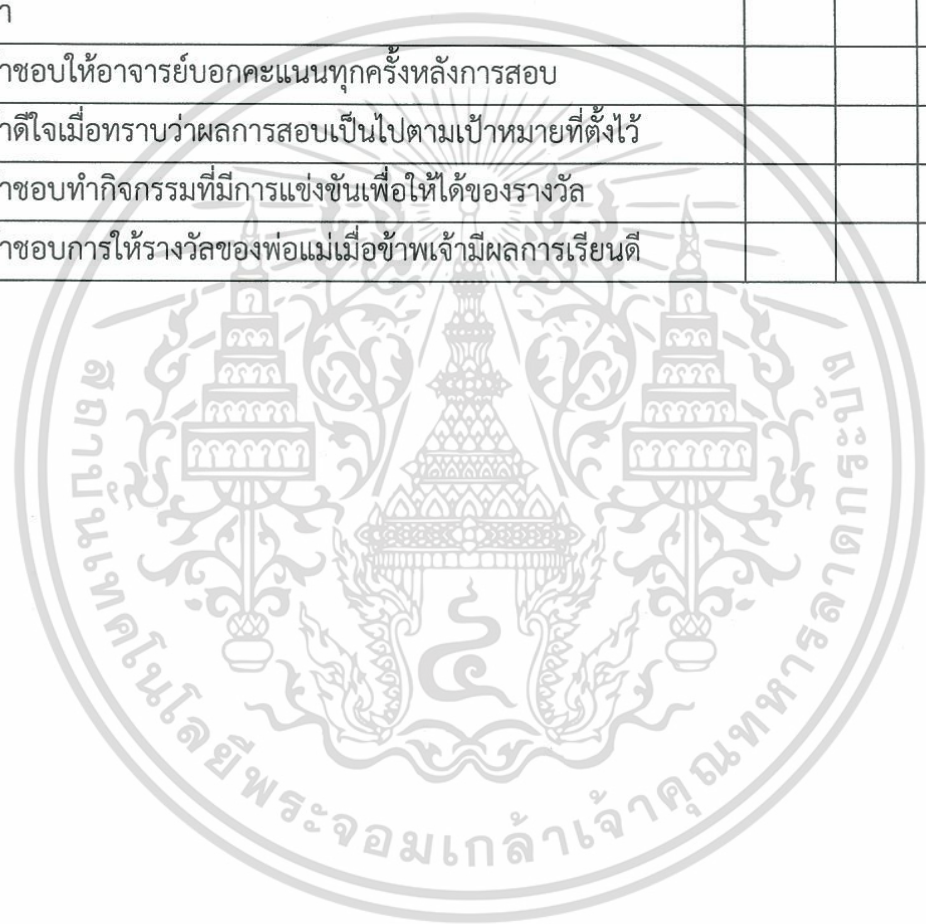 า
าชอบให้อาจารย์บอกคะแนนทุกครั้งหลังการสอบ
าดีใจเมื่อทราบว่าผลการสอบเป็นไปตามเป้าหมายที่ตั้งไว้
าชอบทำกิจกรรมที่มีการแข่งขันเพื่อให้ได้ของรางวัล
าชอบการให้รางวัลของพ่อแม่เมื่อข้าพเจ้ามีผลการเรียนดี
สถาบันเทคโนโลยีพระจอมเกล้าเจ้าคุณทหารลาดกระบัง
๔